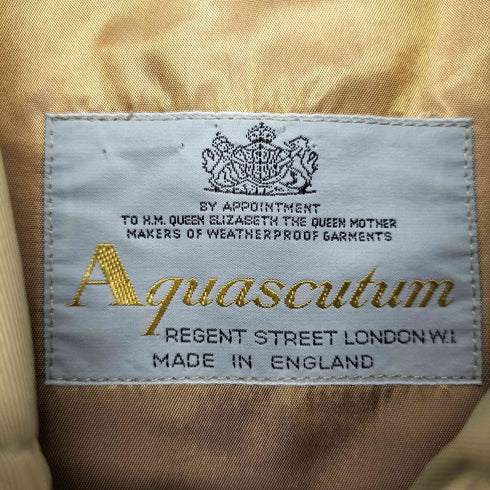 BY APPOINTMENT
TO H.M. QUEEN ELIZABETH THE QUEEN MOTHER
MAKERS OF WEATHERPROOF GARMENTS
Aquascutum
REGENT STREET LONDON W.1.
MADE IN ENGLAND